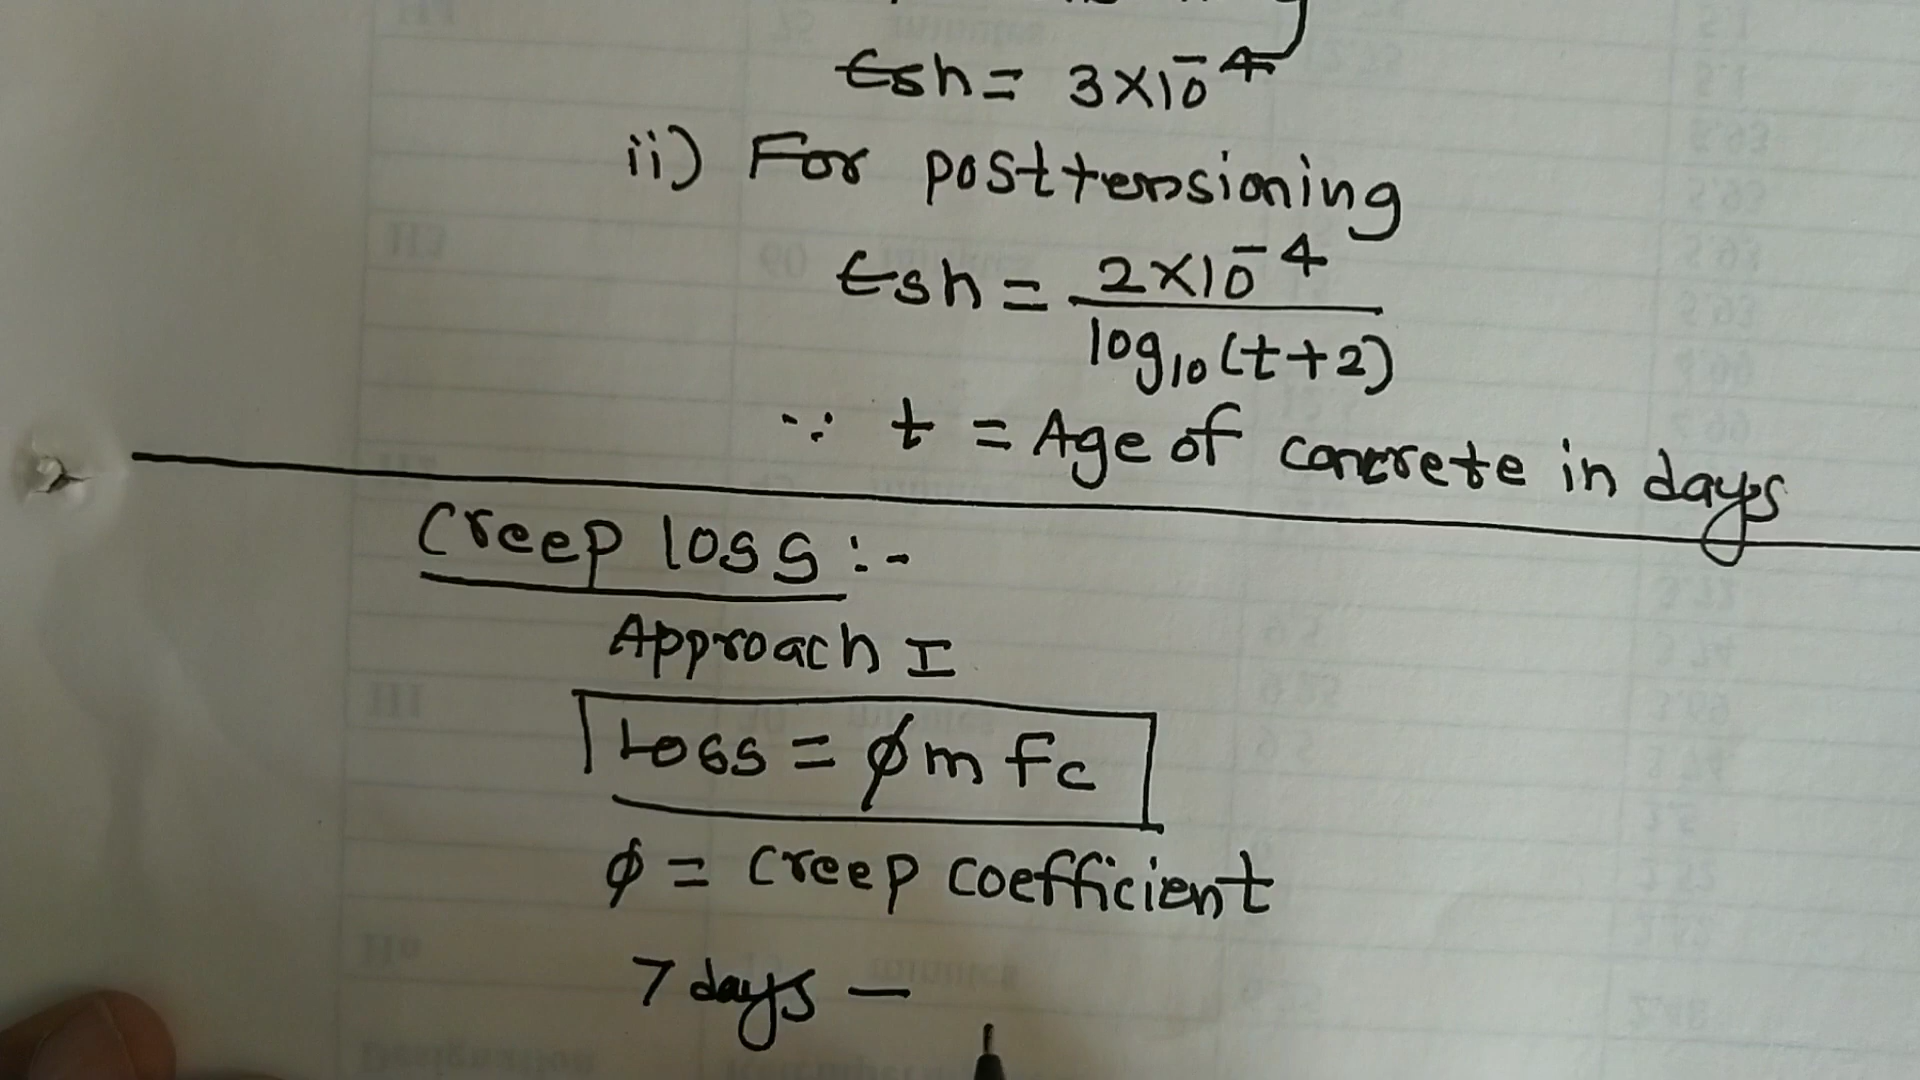 εsh = 3×10⁻⁴
ii) For posttensioning
εsh = 2×10⁻⁴
log₁₀(t+2)
∵ t = Age of concrete in days
Creep loss :-
Approach I
Loss = ϕ m fc
ϕ = creep coefficient
7 days —